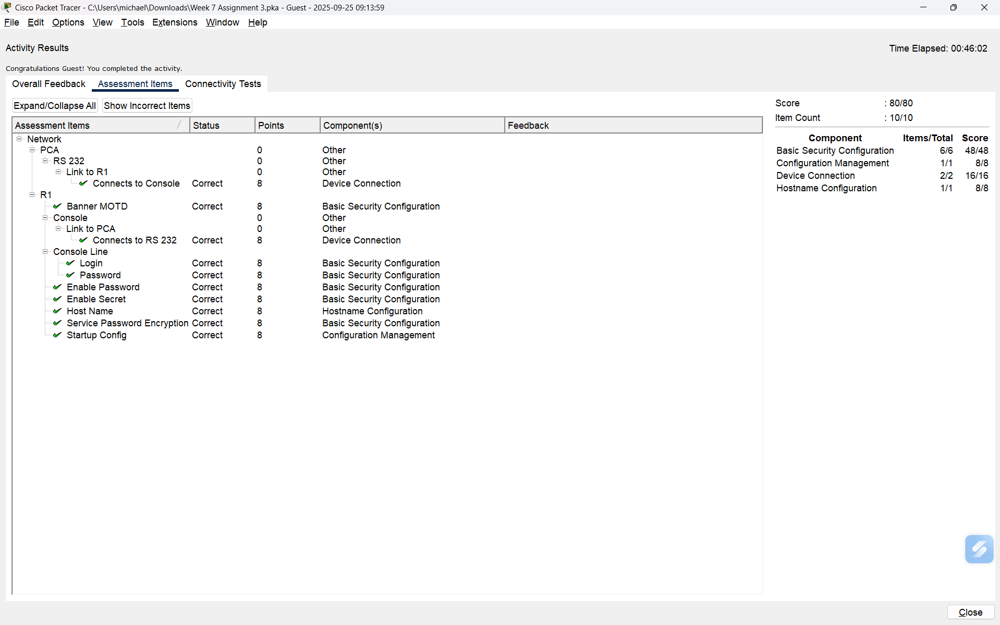 Cisco Packet Tracer - C:\Users\michael\Downloads\Week 7 Assignment 3.pka - Guest - 2025-09-25 09:13:59
File Edit Options View Tools Extensions Window Help
Activity Results
Time Elapsed: 00:46:02
Congratulations Guest! You completed the activity.
Overall Feedback Assessment Items Connectivity Tests
Expand/Collapse All Show Incorrect Items
Assessment Items Status Points Component(s) Feedback
Network
PCA 0 Other
RS 232 0 Other
Link to R1 0 Other
Connects to Console Correct 8 Device Connection
R1
Banner MOTD Correct 8 Basic Security Configuration
Console 0 Other
Link to PCA 0 Other
Connects to RS 232 Correct 8 Device Connection
Console Line
Login Correct 8 Basic Security Configuration
Password Correct 8 Basic Security Configuration
Enable Password Correct 8 Basic Security Configuration
Enable Secret Correct 8 Basic Security Configuration
Host Name Correct 8 Hostname Configuration
Service Password Encryption Correct 8 Basic Security Configuration
Startup Config Correct 8 Configuration Management
Score : 80/80
Item Count : 10/10
Component Items/Total Score
Basic Security Configuration 6/6 48/48
Configuration Management 1/1 8/8
Device Connection 2/2 16/16
Hostname Configuration 1/1 8/8
Close